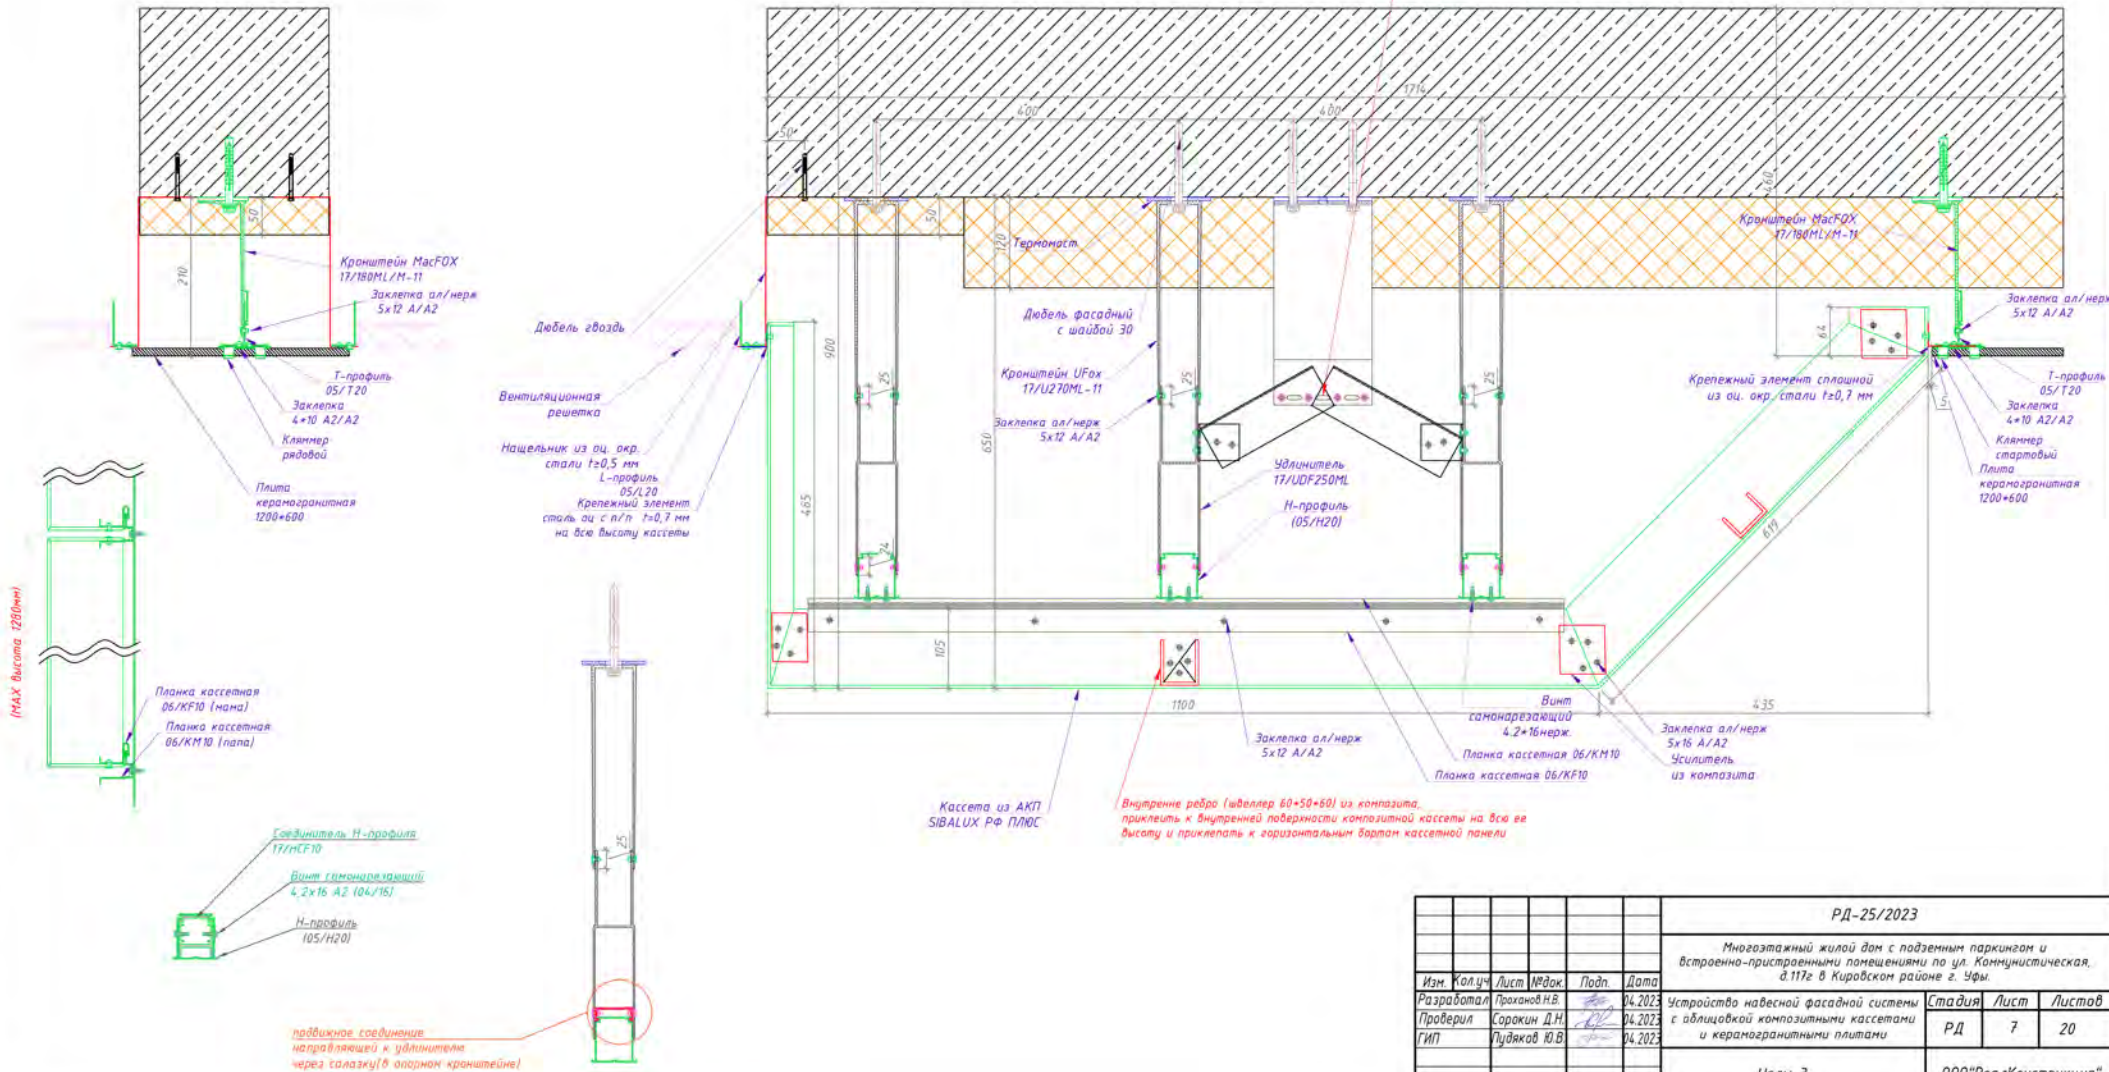 50
210
Кронштейн MacFOX
17/180ML/M-11
Заклепка ал/нерж
5х12 А/А2
Т-профиль
05/Т20
Заклепка
4*10 А2/А2
Кляммер
рядовой
Плита
керамогранитная
1200*600
(MAX высота 1280мм)
Планка кассетная
06/KF10 (мама)
Планка кассетная
06/KM10 (папа)
Соединитель Н-профиля
17/HCF10
Винт самонарезающий
4,2х16 А2 (04/16)
Н-профиль
(05/Н20)
25
подвижное соединение
направляющей к удлинителю
через салазку(в опорном кронштейне)
1714
400
400
50
460
50
120
900
650
465
105
64
25
25
25
24
5
619
1100
435
Дюбель гвоздь
Вентиляционная
решетка
Нащельник из оц. окр.
стали t≥0,5 мм
L-профиль
05/L20
Крепежный элемент
сталь оц с п/п t=0,7 мм
на всю высоту кассеты
Термомост
Дюбель фасадный
с шайбой 30
Кронштейн UFox
17/U270ML-11
Заклепка ал/нерж
5х12 А/А2
Удлинитель
17/UDF250ML
Н-профиль
(05/Н20)
Кронштейн MacFOX
17/180ML/M-11
Заклепка ал/нерж
5х12 А/А2
Крепежный элемент сплошной
из оц. окр. стали t≥0,7 мм
Т-профиль
05/Т20
Заклепка
4*10 А2/А2
Кляммер
стартовый
Плита
керамогранитная
1200*600
Винт
самонарезающий
4.2*16нерж.
Заклепка ал/нерж
5х16 А/А2
Усилитель
из композита
Заклепка ал/нерж
5х12 А/А2
Планка кассетная 06/KM10
Планка кассетная 06/KF10
Кассета из АКП
SIBALUX РФ ПЛЮС
Внутренне ребро (швеллер 60*50*60) из композита,
приклеить к внутренней поверхности композитной кассеты на всю ее
высоту и приклепать к горизонтальным бортам кассетной панели
РД-25/2023
Многоэтажный жилой дом с подземным паркингом и
встроенно-пристроенными помещениями по ул. Коммунистическая,
д.117г в Кировском районе г. Уфы.
Изм. Кол.уч Лист №док. Подп. Дата
Разработал Проханов Н.В. 04.2023
Проверил Сорокин Д.Н. 04.2023
ГИП Пудяков Ю.В. 04.2023
Устройство навесной фасадной системы
с облицовкой композитными кассетами
и керамогранитными плитами
Стадия Лист Листов
РД 7 20